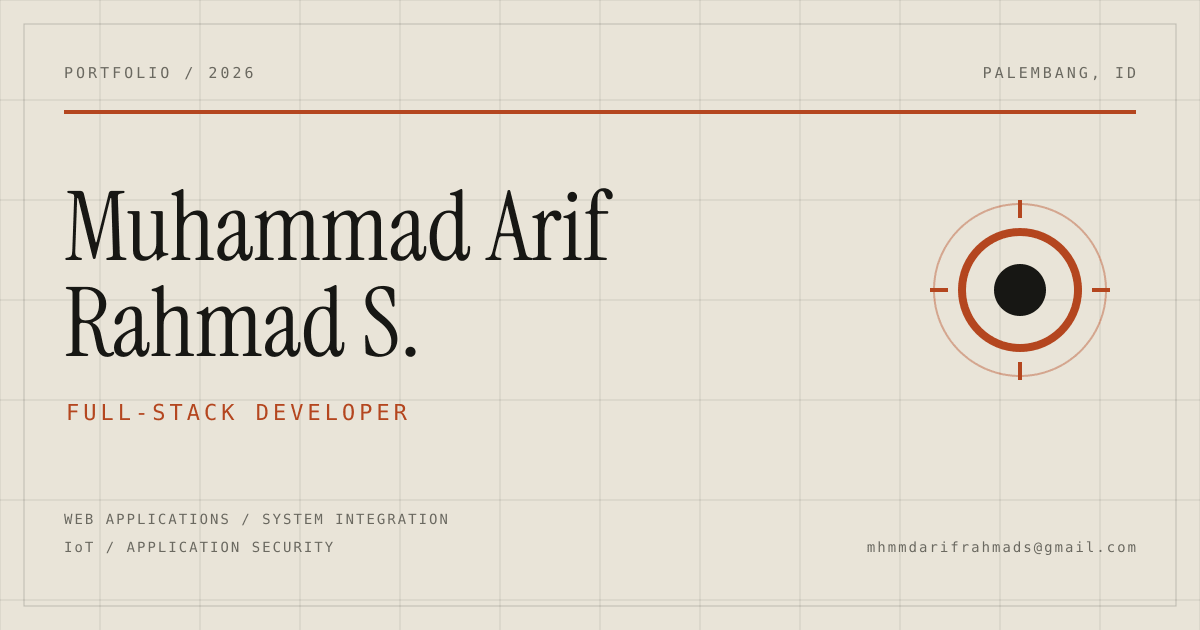 PORTFOLIO / 2026
PALEMBANG, ID
Muhammad Arif
Rahmad S.
FULL-STACK DEVELOPER
WEB APPLICATIONS / SYSTEM INTEGRATION
IoT / APPLICATION SECURITY
mhmmdarifrahmads@gmail.com